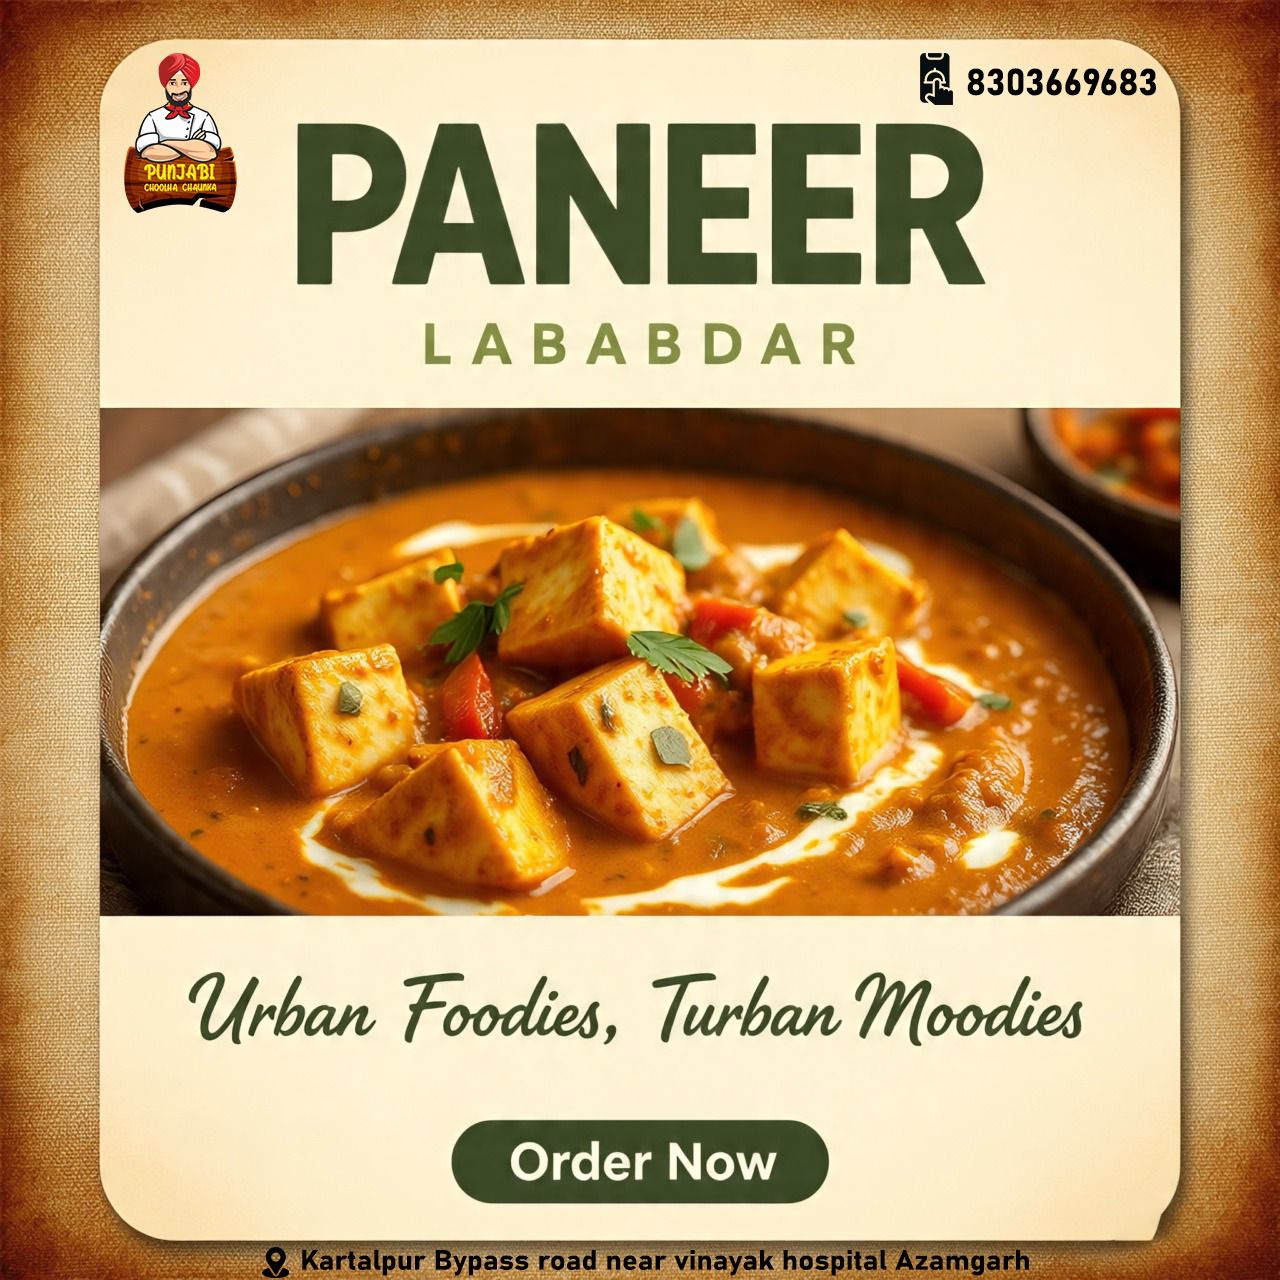 PUNJABI
CHOOLHA CHAUNKA
8303669683
PANEER
LABABDAR
Urban Foodies, Turban Moodies
Order Now
Kartalpur Bypass road near vinayak hospital Azamgarh